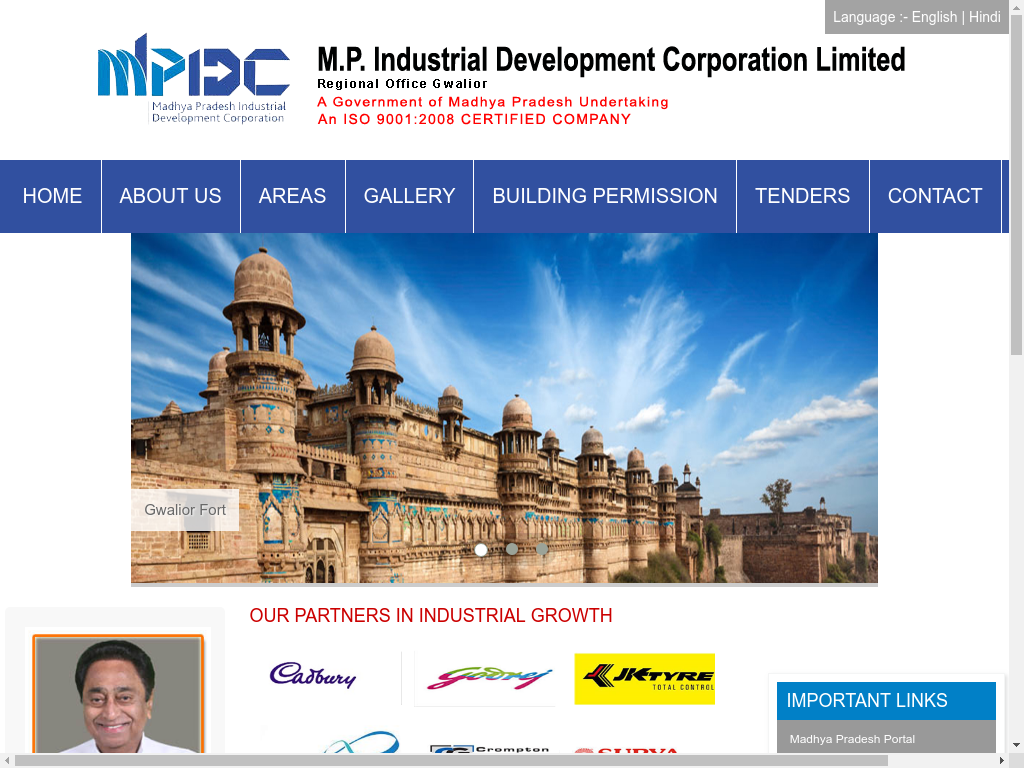 Language :- English | Hindi
MPIDC
Madhya Pradesh Industrial
Development Corporation
M.P. Industrial Development Corporation Limited
Regional Office Gwalior
A Government of Madhya Pradesh Undertaking
An ISO 9001:2008 CERTIFIED COMPANY
HOME ABOUT US AREAS GALLERY BUILDING PERMISSION TENDERS CONTACT
Gwalior Fort
OUR PARTNERS IN INDUSTRIAL GROWTH
Cadbury Godrej JK TYRE
TOTAL CONTROL
IMPORTANT LINKS
Madhya Pradesh Portal
Crompton SURYA